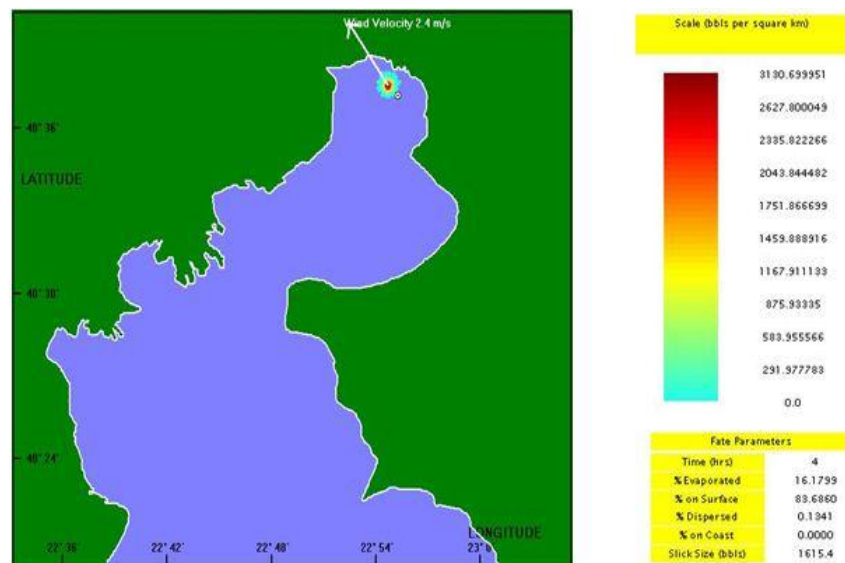 Wind Velocity 2.4 m/s
40° 36'
LATITUDE
40° 30'
40° 24'
LONGITUDE
22° 36' 22° 42' 22° 48' 22° 54' 23°
Scale (bbls per square km)
3130.699951
2627.800049
2335.822266
2043.844482
1751.866699
1459.888916
1167.911133
875.93335
583.955566
291.977783
0.0
Fate Parameters
Time (hrs) 4
% Evaporated 16.1799
% on Surface 83.6860
% Dispersed 0.1341
% on Coast 0.0000
Slick Size (bbls) 1615.4